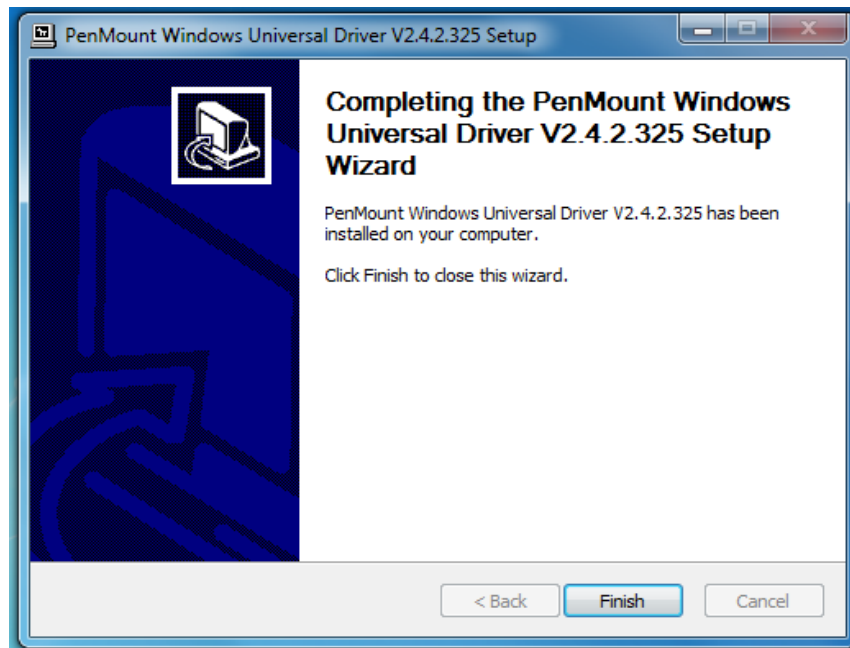 PenMount Windows Universal Driver V2.4.2.325 Setup
Completing the PenMount Windows
Universal Driver V2.4.2.325 Setup
Wizard
PenMount Windows Universal Driver V2.4.2.325 has been
installed on your computer.
Click Finish to close this wizard.
< Back
Finish
Cancel